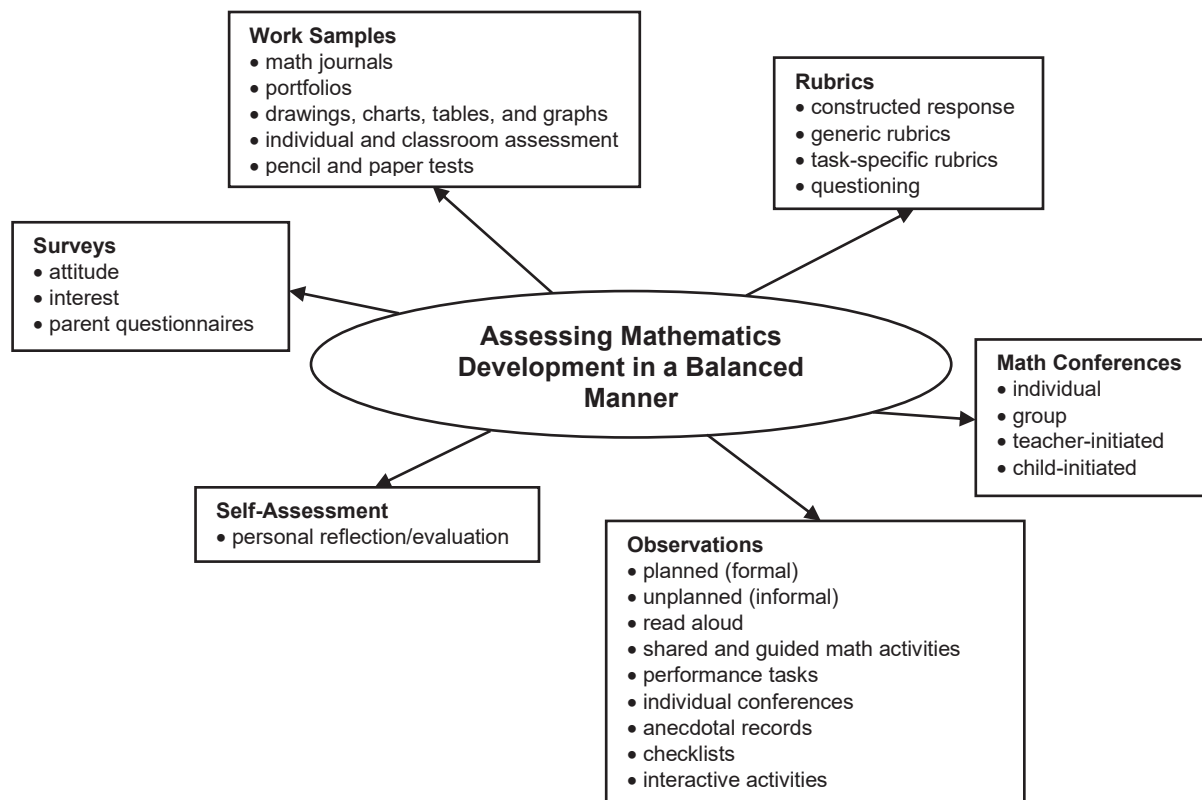 Work Samples
• math journals
• portfolios
• drawings, charts, tables, and graphs
• individual and classroom assessment
• pencil and paper tests
Rubrics
• constructed response
• generic rubrics
• task-specific rubrics
• questioning
Surveys
• attitude
• interest
• parent questionnaires
Assessing Mathematics
Development in a Balanced
Manner
Math Conferences
• individual
• group
• teacher-initiated
• child-initiated
Self-Assessment
• personal reflection/evaluation
Observations
• planned (formal)
• unplanned (informal)
• read aloud
• shared and guided math activities
• performance tasks
• individual conferences
• anecdotal records
• checklists
• interactive activities